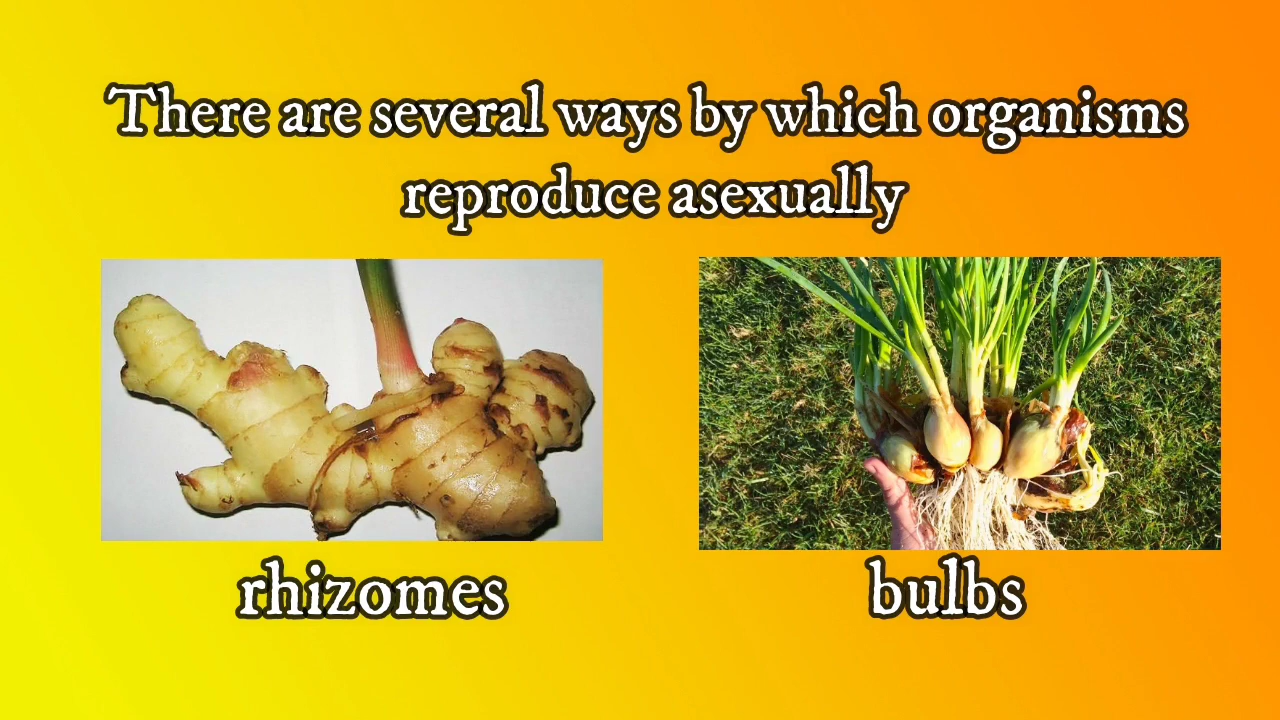 There are several ways by which organisms
reproduce asexually
rhizomes
bulbs